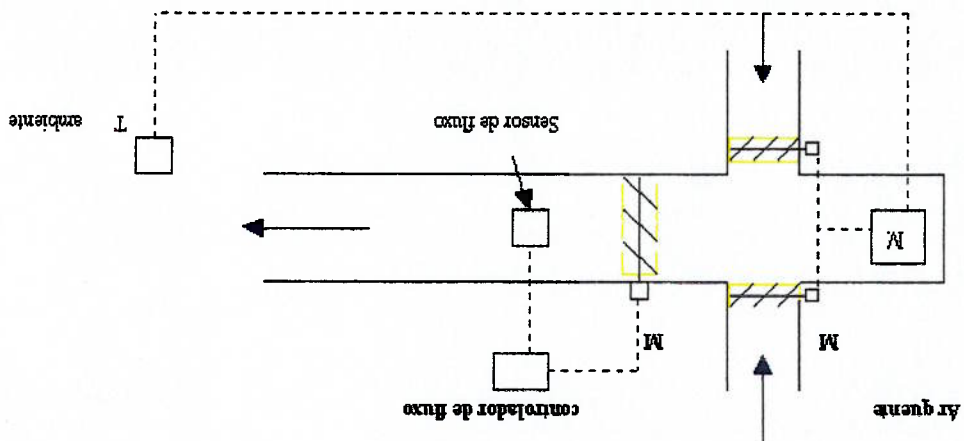 Ar quente
controlador de fluxo
M
M
M
Sensor de fluxo
T ambiente